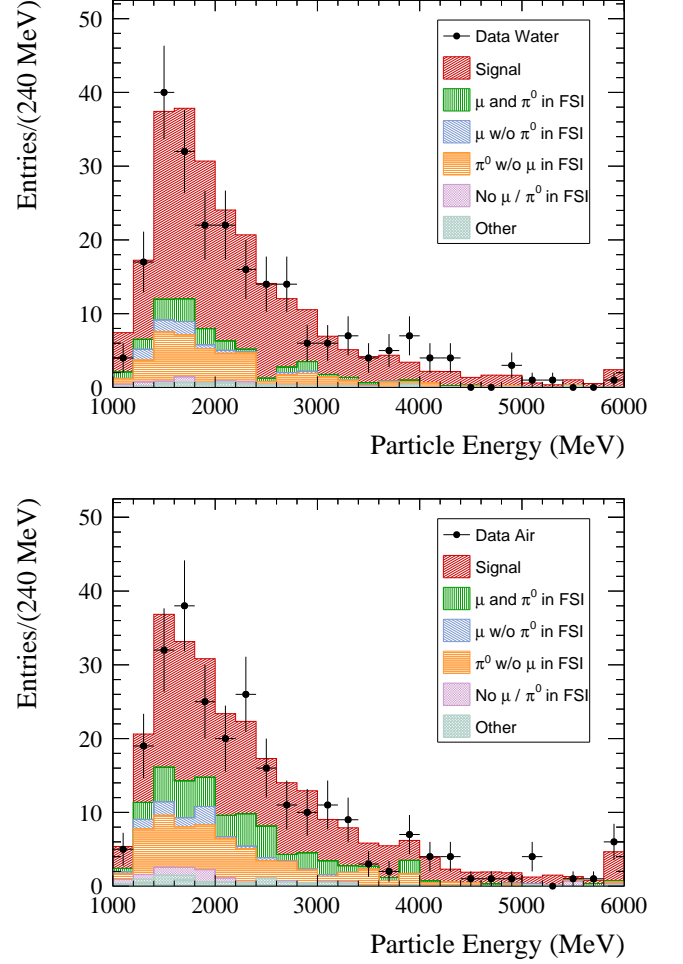 Entries/(240 MeV)
50
40
30
20
10
0
Data Water
Signal
μ and π⁰ in FSI
μ w/o π⁰ in FSI
π⁰ w/o μ in FSI
No μ / π⁰ in FSI
Other
1000 2000 3000 4000 5000 6000
Particle Energy (MeV)
Entries/(240 MeV)
50
40
30
20
10
0
Data Air
Signal
μ and π⁰ in FSI
μ w/o π⁰ in FSI
π⁰ w/o μ in FSI
No μ / π⁰ in FSI
Other
1000 2000 3000 4000 5000 6000
Particle Energy (MeV)